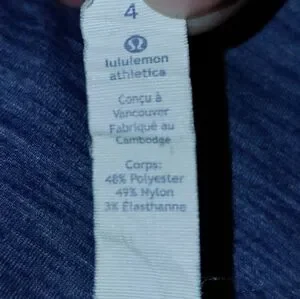 4
lululemon
athletica
Conçu à
Vancouver
Fabriqué au
Cambodge
Corps:
48% Polyester
49% Nylon
3% Élasthanne